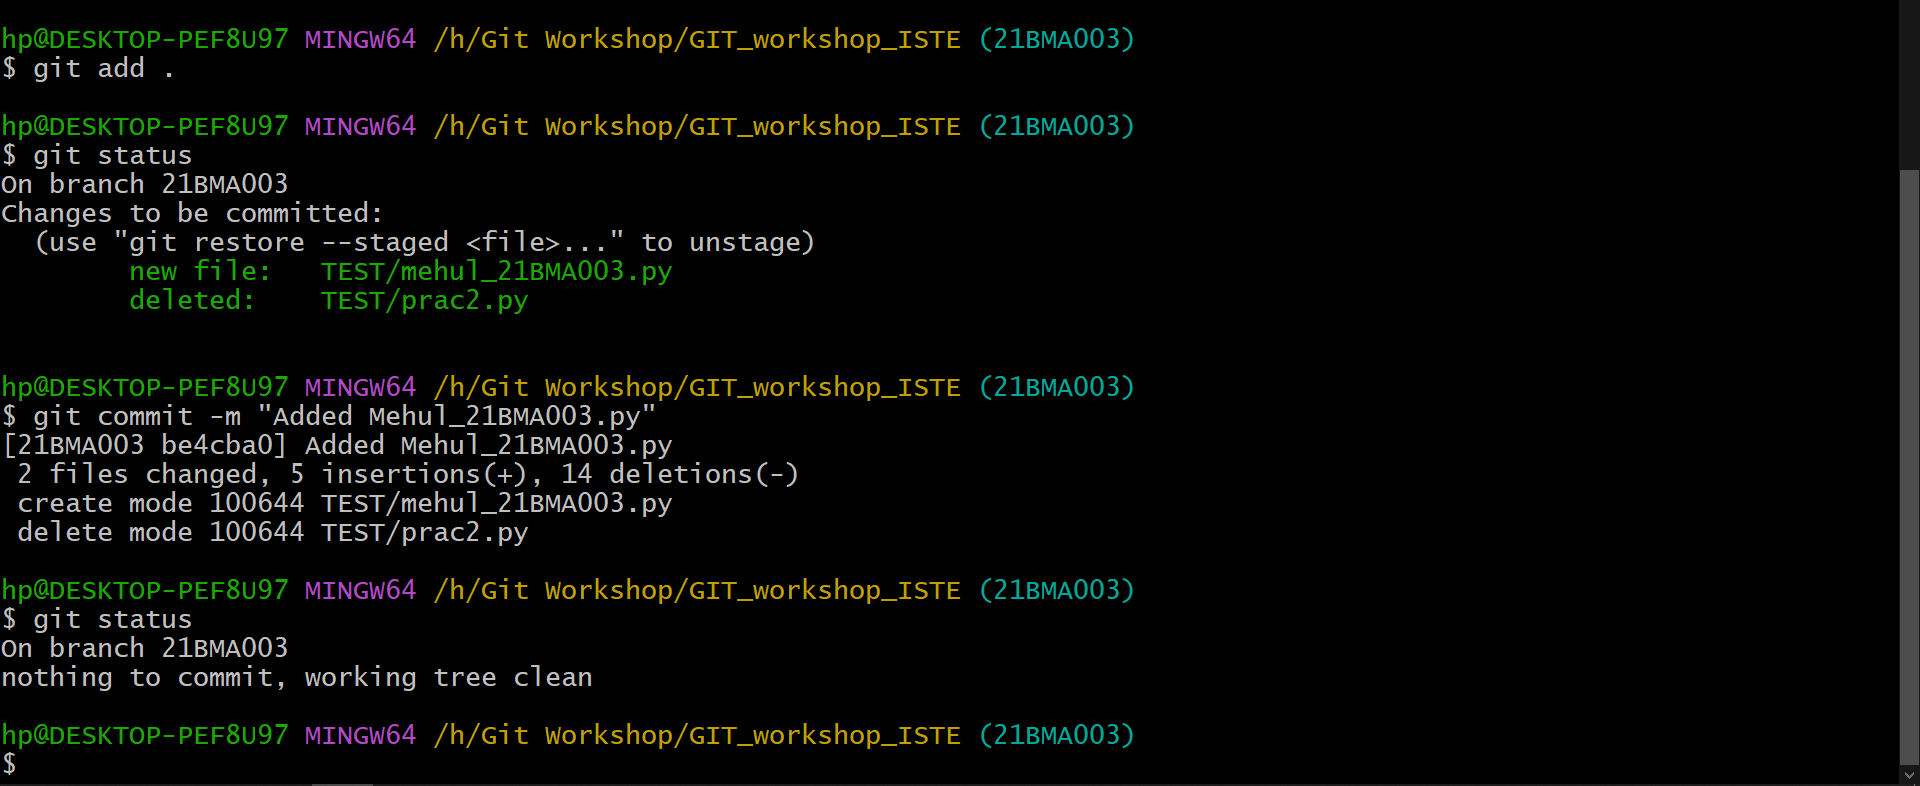 hp@DESKTOP-PEF8U97 MINGW64 /h/Git Workshop/GIT_workshop_ISTE (21BMA003)
$ git add .
hp@DESKTOP-PEF8U97 MINGW64 /h/Git Workshop/GIT_workshop_ISTE (21BMA003)
$ git status
On branch 21BMA003
Changes to be committed:
  (use "git restore --staged <file>..." to unstage)
        new file:   TEST/mehul_21BMA003.py
        deleted:    TEST/prac2.py
hp@DESKTOP-PEF8U97 MINGW64 /h/Git Workshop/GIT_workshop_ISTE (21BMA003)
$ git commit -m "Added Mehul_21BMA003.py"
[21BMA003 be4cba0] Added Mehul_21BMA003.py
 2 files changed, 5 insertions(+), 14 deletions(-)
 create mode 100644 TEST/mehul_21BMA003.py
 delete mode 100644 TEST/prac2.py
hp@DESKTOP-PEF8U97 MINGW64 /h/Git Workshop/GIT_workshop_ISTE (21BMA003)
$ git status
On branch 21BMA003
nothing to commit, working tree clean
hp@DESKTOP-PEF8U97 MINGW64 /h/Git Workshop/GIT_workshop_ISTE (21BMA003)
$